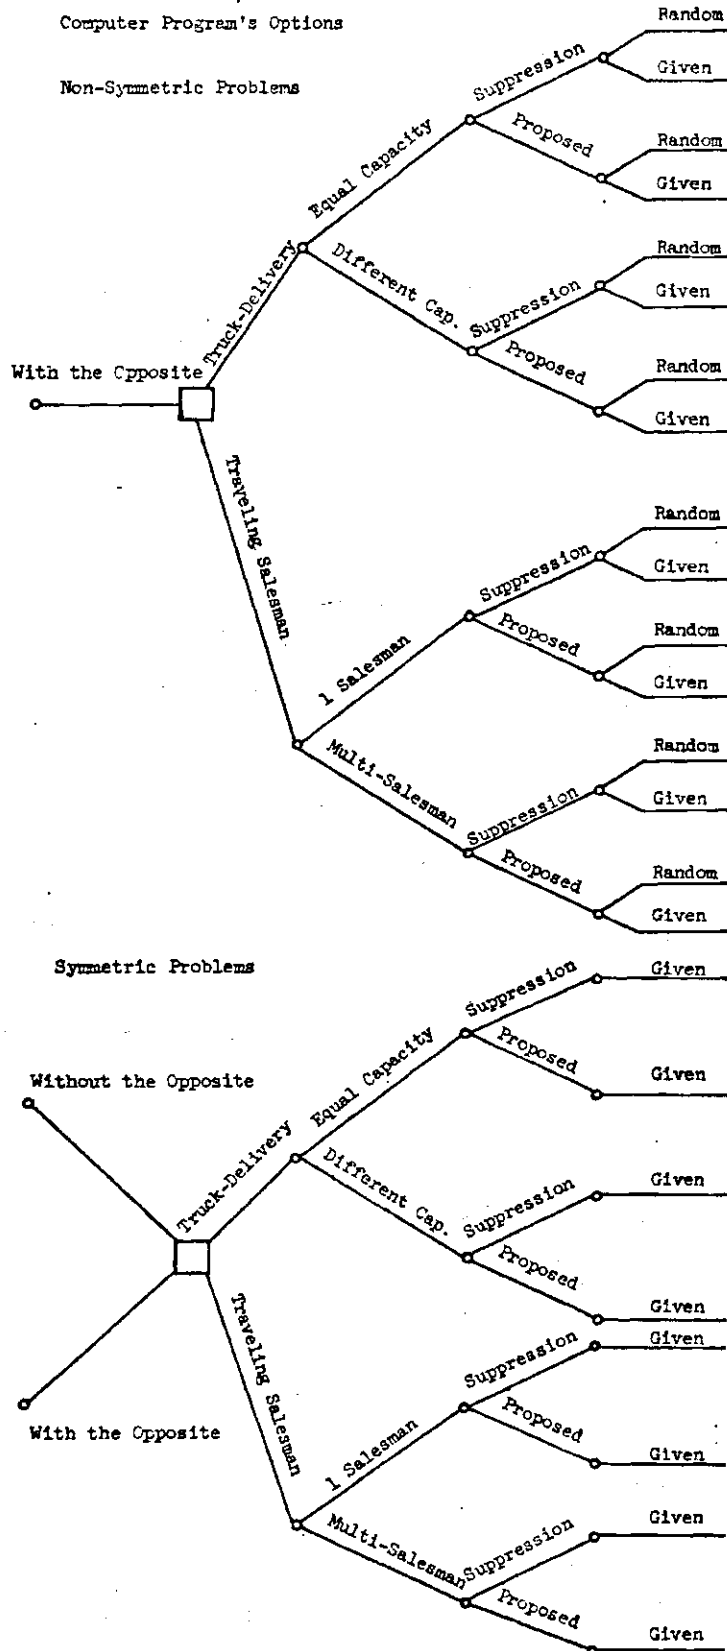 Computer Program's Options
Non-Symmetric Problems
Random
Suppression
Given
Equal Capacity
Proposed
Random
Given
Truck-Delivery
Different Cap.
Suppression
Random
Given
With the Opposite
Proposed
Random
Given
Traveling Salesman
Random
Suppression
Given
1 Salesman
Proposed
Random
Given
Multi-Salesman
Random
Suppression
Given
Proposed
Random
Given
Symmetric Problems
Suppression
Given
Without the Opposite
Equal Capacity
Proposed
Given
Truck-Delivery
Different Cap.
Suppression
Given
Proposed
Given
Traveling Salesman
Suppression
Given
With the Opposite
1 Salesman
Proposed
Given
Multi-Salesman
Suppression
Given
Proposed
Given